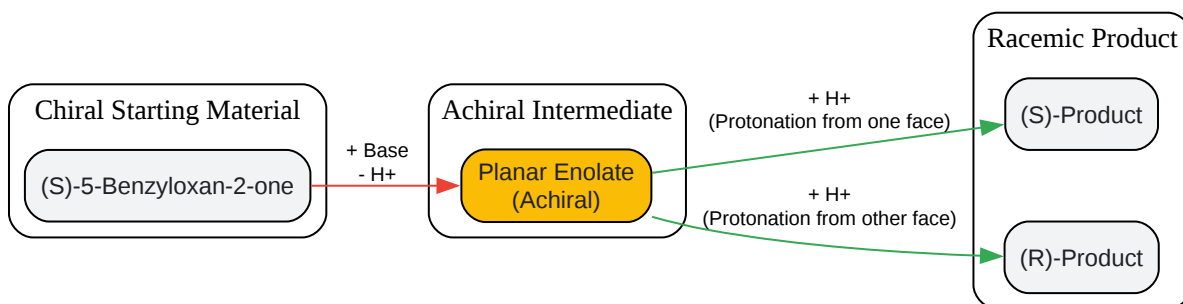 Racemic Product
Chiral Starting Material
Achiral Intermediate
(S)-5-Benzyloxan-2-one
+ Base
- H+
Planar Enolate
(Achiral)
+ H+
(Protonation from one face)
+ H+
(Protonation from other face)
(S)-Product
(R)-Product